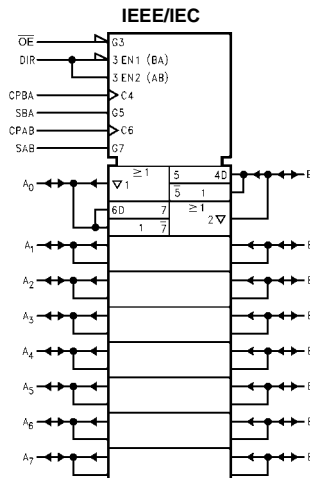 IEEE/IEC
OE G3
DIR 3 EN1 (BA)
3 EN2 (AB)
CPBA C4
SBA G5
CPAB C6
SAB G7
A0 ≥1 5 4D
▽1 5 1
6D 7 ≥1
1 7 2▽
A1
A2
A3
A4
A5
A6
A7